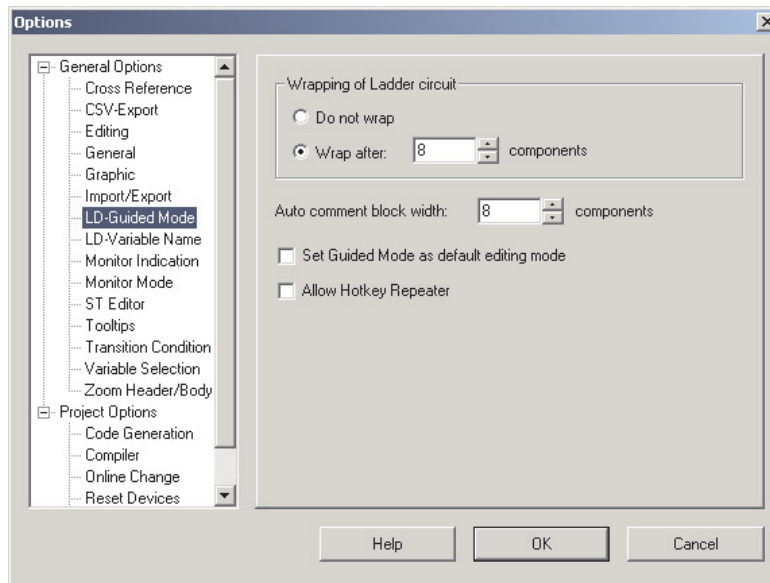 Options
General Options
Cross Reference
CSV-Export
Editing
General
Graphic
Import/Export
LD-Guided Mode
LD-Variable Name
Monitor Indication
Monitor Mode
ST Editor
Tooltips
Transition Condition
Variable Selection
Zoom Header/Body
Project Options
Code Generation
Compiler
Online Change
Reset Devices
Wrapping of Ladder circuit
Do not wrap
Wrap after: 8 components
Auto comment block width: 8 components
Set Guided Mode as default editing mode
Allow Hotkey Repeater
Help OK Cancel